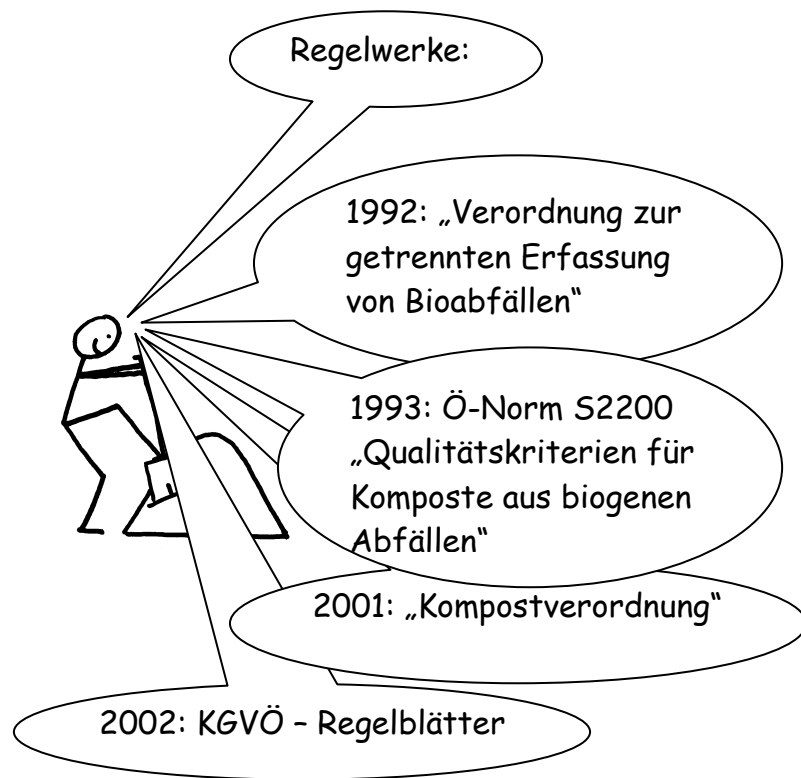 Regelwerke:
1992: „Verordnung zur
getrennten Erfassung
von Bioabfällen“
1993: Ö-Norm S2200
„Qualitätskriterien für
Komposte aus biogenen
Abfällen“
2001: „Kompostverordnung“
2002: KGVÖ – Regelblätter